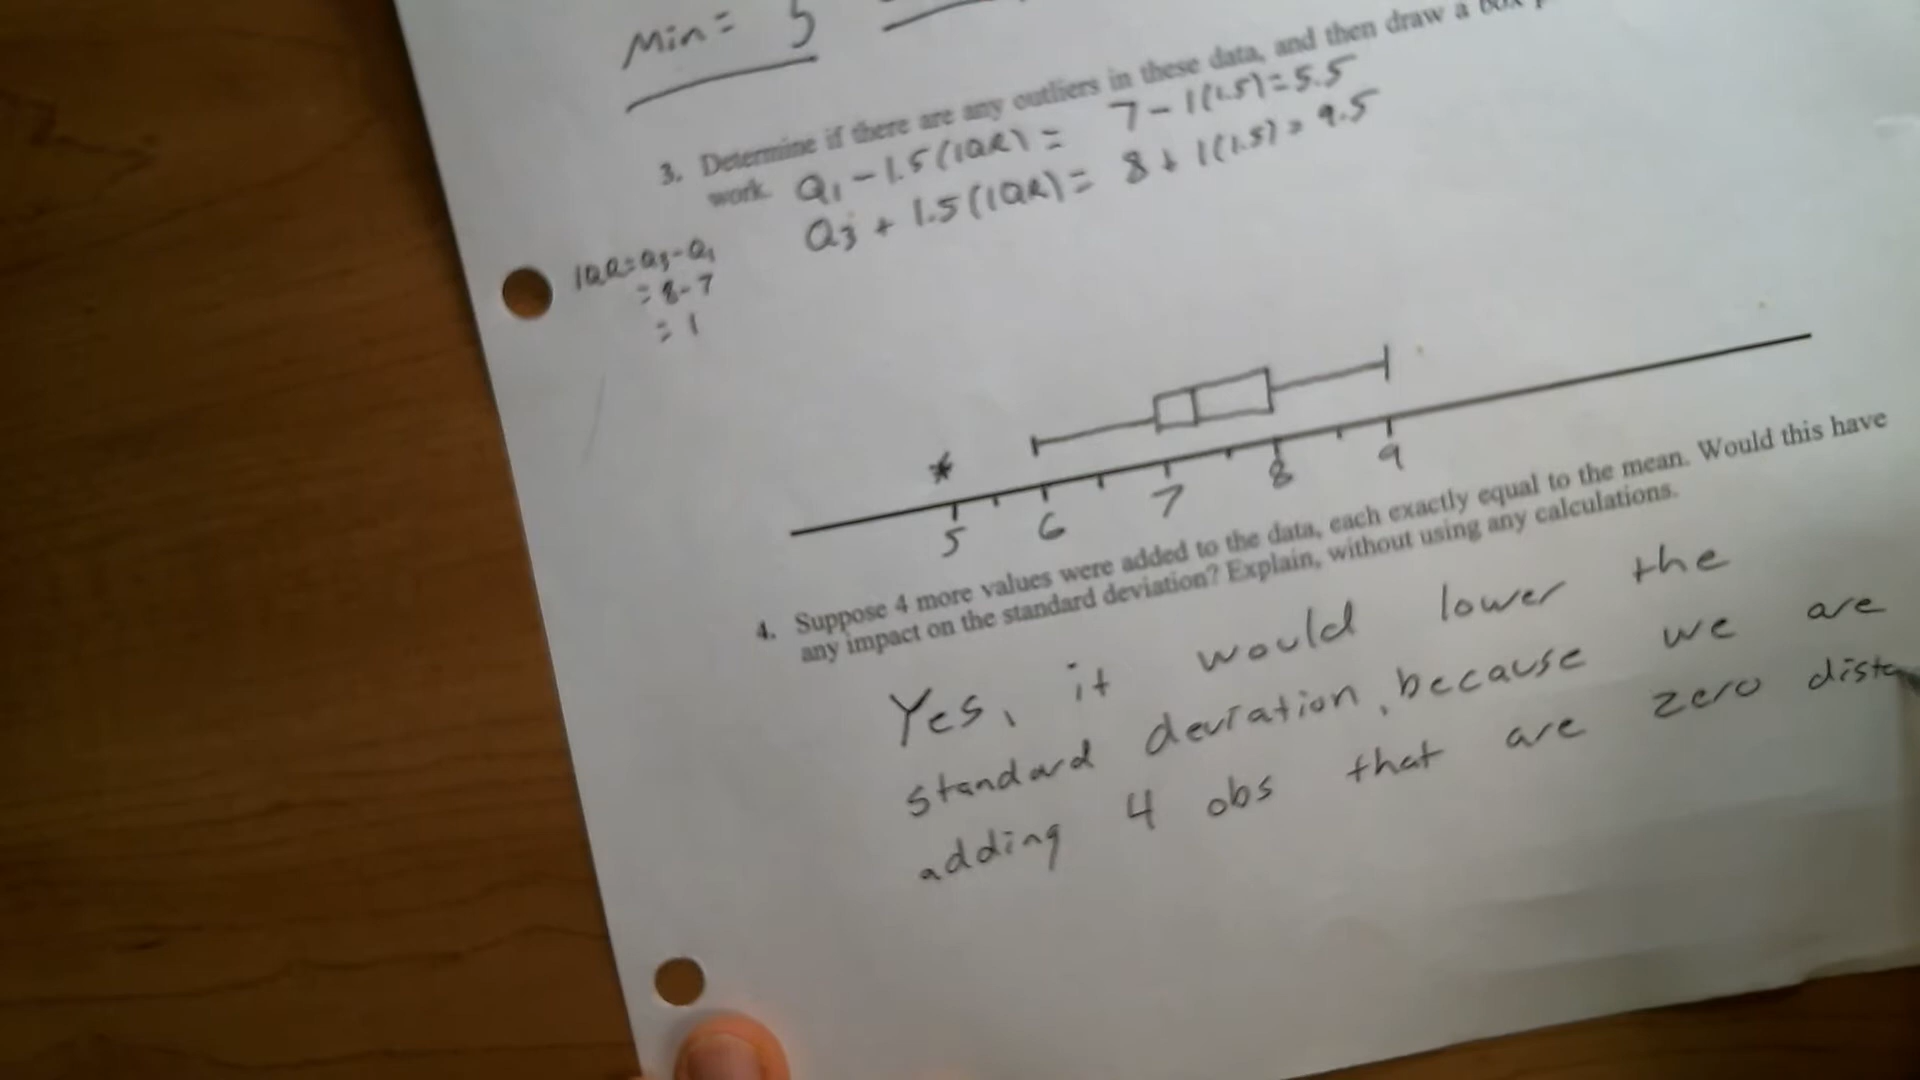 Min = 5
3. Determine if there are any outliers in these data, and then draw a box
work. Q1 - 1.5(IQR) = 7 - 1(1.5) = 5.5
Q3 + 1.5(IQR) = 8 + 1(1.5) = 9.5
IQR = Q3 - Q1
= 8 - 7
= 1
*
5 6 7 8 9
4. Suppose 4 more values were added to the data, each exactly equal to the mean. Would this have
any impact on the standard deviation? Explain, without using any calculations.
Yes, it would lower the
standard deviation, because we are
adding 4 obs that are zero dista